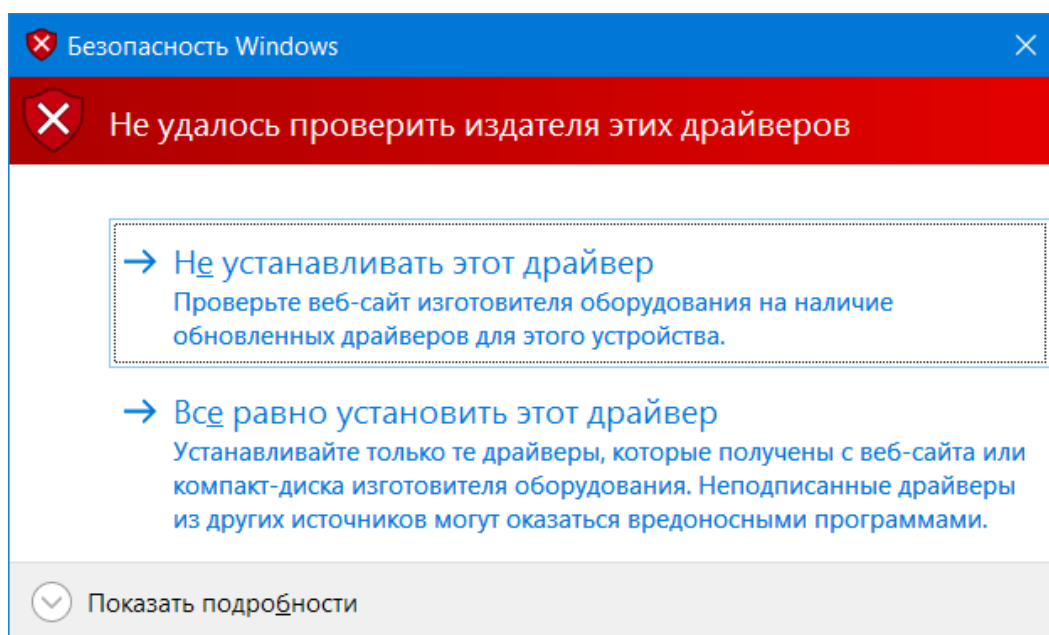 Безопасность Windows
Не удалось проверить издателя этих драйверов
Не устанавливать этот драйвер
Проверьте веб-сайт изготовителя оборудования на наличие
обновленных драйверов для этого устройства.
Все равно установить этот драйвер
Устанавливайте только те драйверы, которые получены с веб-сайта или
компакт-диска изготовителя оборудования. Неподписанные драйверы
из других источников могут оказаться вредоносными программами.
Показать подробности